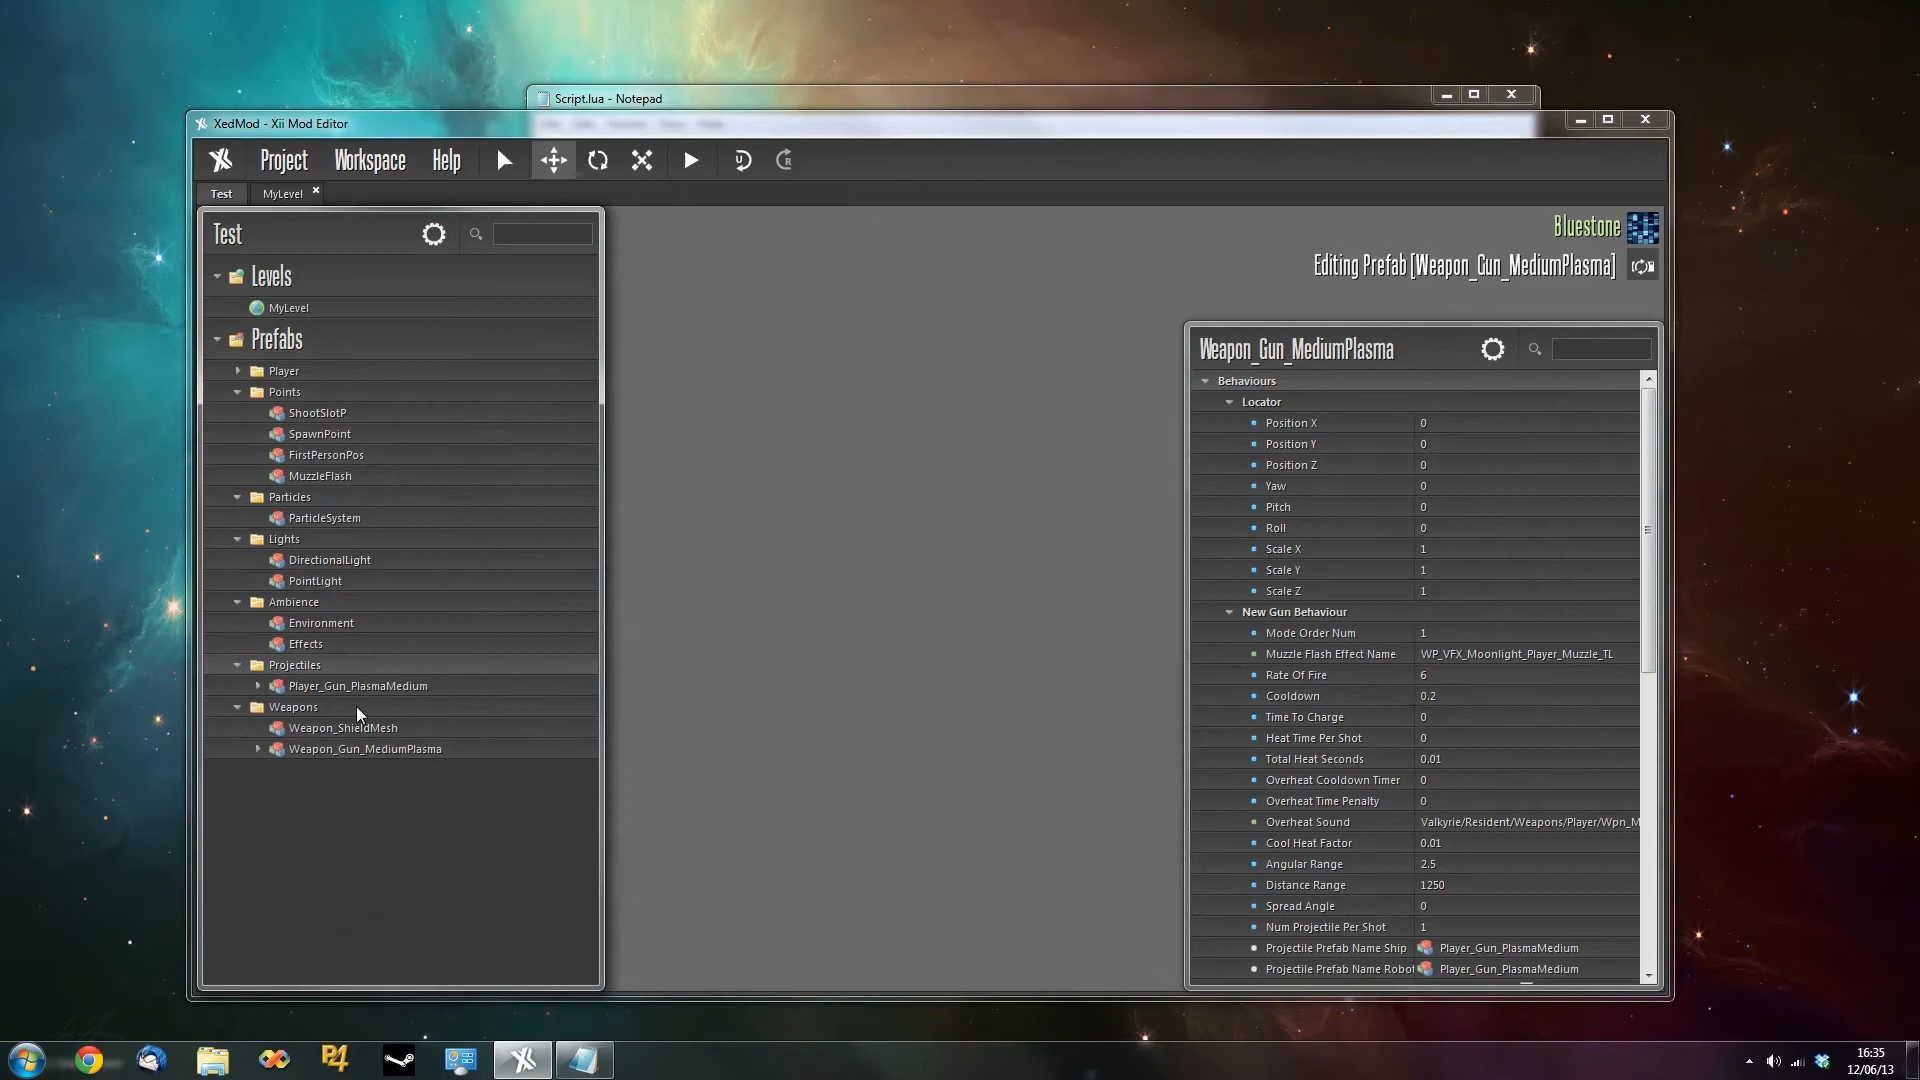 Script.lua - Notepad
XedMod - Xii Mod Editor
Project Workspace Help
Test MyLevel
Test
Levels
MyLevel
Prefabs
Player
Points
ShootSlotP
SpawnPoint
FirstPersonPos
MuzzleFlash
Particles
ParticleSystem
Lights
DirectionalLight
PointLight
Ambience
Environment
Effects
Projectiles
Player_Gun_PlasmaMedium
Weapons
Weapon_ShieldMesh
Weapon_Gun_MediumPlasma
Bluestone
Editing Prefab [Weapon_Gun_MediumPlasma]
Weapon_Gun_MediumPlasma
Behaviours
Locator
Position X 0
Position Y 0
Position Z 0
Yaw 0
Pitch 0
Roll 0
Scale X 1
Scale Y 1
Scale Z 1
New Gun Behaviour
Mode Order Num 1
Muzzle Flash Effect Name WP_VFX_Moonlight_Player_Muzzle_TL
Rate Of Fire 6
Cooldown 0.2
Time To Charge 0
Heat Time Per Shot 0
Total Heat Seconds 0.01
Overheat Cooldown Timer 0
Overheat Time Penalty 0
Overheat Sound Valkyrie/Resident/Weapons/Player/Wpn_M
Cool Heat Factor 0.01
Angular Range 2.5
Distance Range 1250
Spread Angle 0
Num Projectile Per Shot 1
Projectile Prefab Name Ship Player_Gun_PlasmaMedium
Projectile Prefab Name Robot Player_Gun_PlasmaMedium
P4
16:35
12/06/13